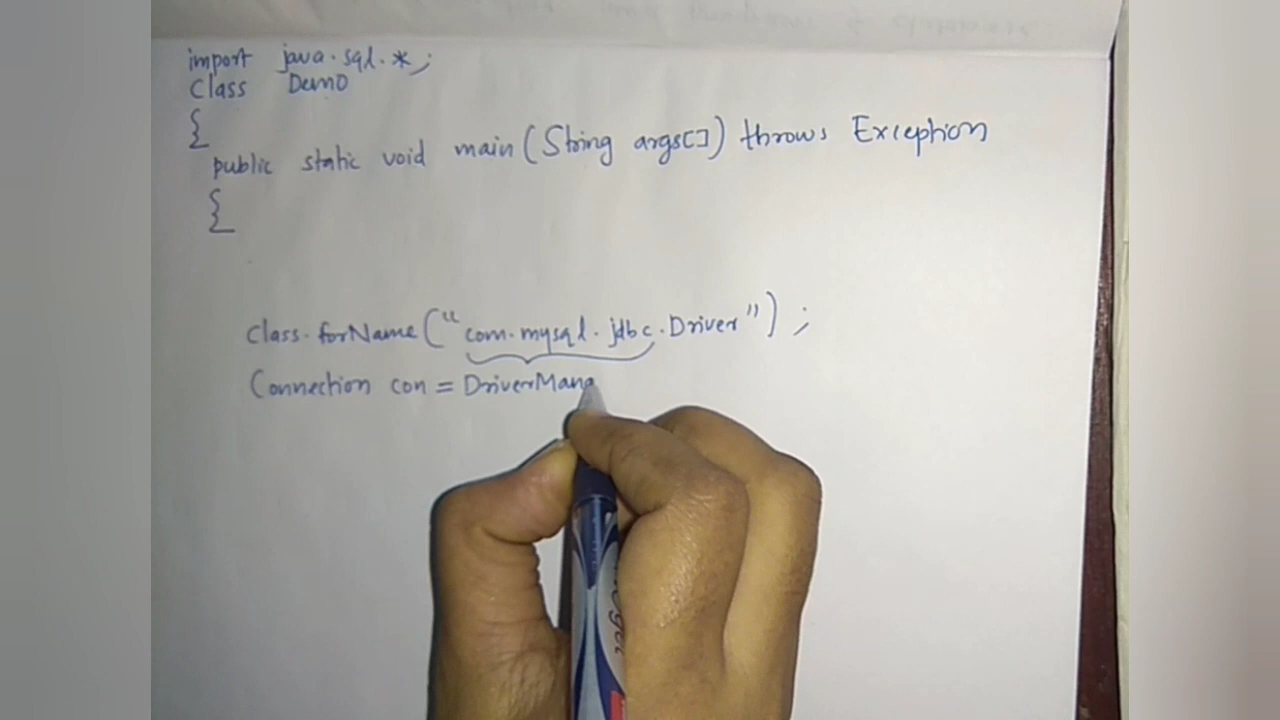 import java.sql.*;
Class Demo
{
public static void main(String args[]) throws Exception
{
Class.forName("com.mysql.jdbc.Driver");
Connection con = DriverMana